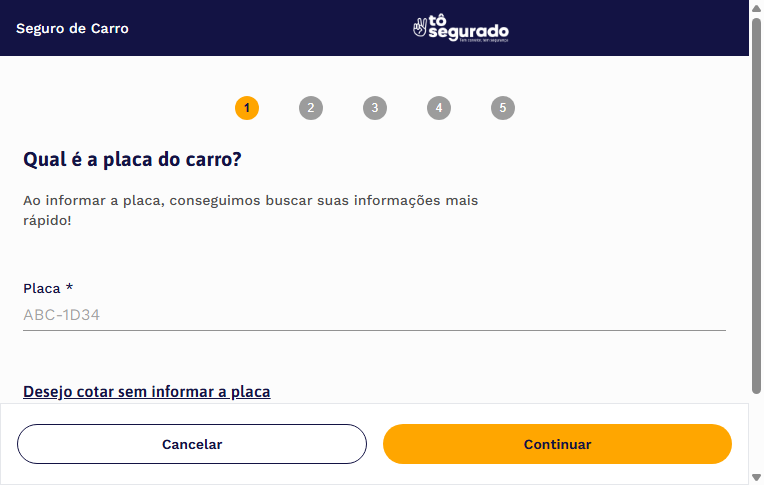 Seguro de Carro
tô
segurado
1 2 3 4 5
Qual é a placa do carro?
Ao informar a placa, conseguimos buscar suas informações mais
rápido!
Placa *
ABC-1D34
Desejo cotar sem informar a placa
Cancelar
Continuar